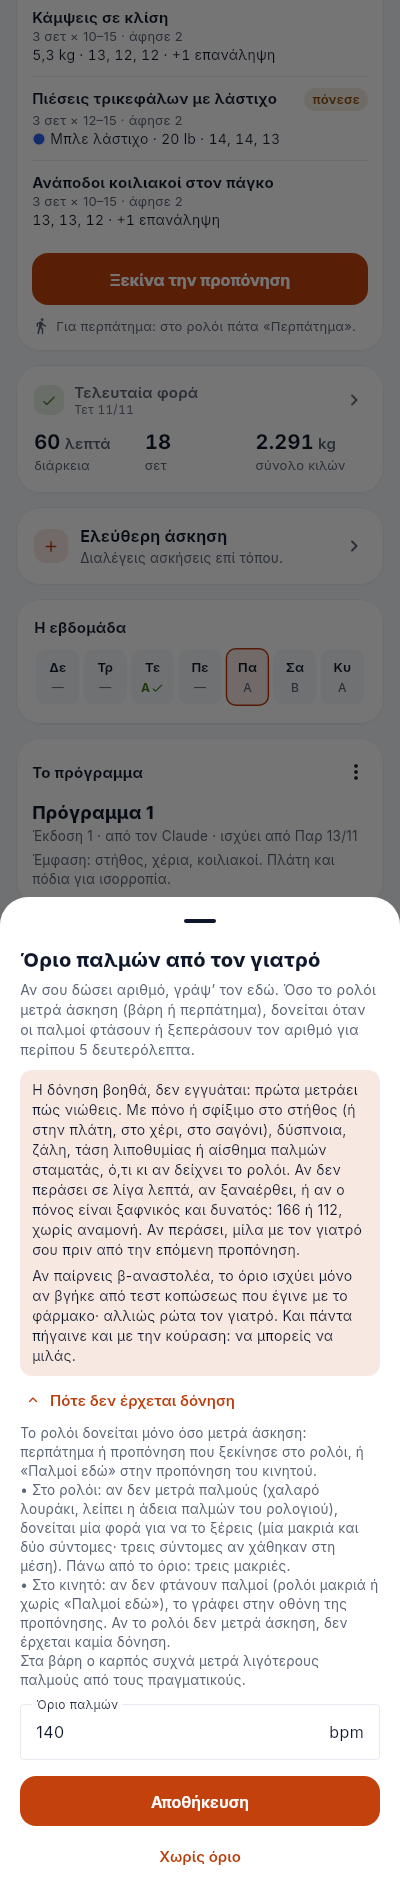 Κάμψεις σε κλίση
3 σετ × 10–15 · άφησε 2
5,3 kg · 13, 12, 12 · +1 επανάληψη
Πιέσεις τρικεφάλων με λάστιχο
πόνεσε
3 σετ × 12–15 · άφησε 2
Μπλε λάστιχο · 20 lb · 14, 14, 13
Ανάποδοι κοιλιακοί στον πάγκο
3 σετ × 10–15 · άφησε 2
13, 13, 12 · +1 επανάληψη
Ξεκίνα την προπόνηση
Για περπάτημα: στο ρολόι πάτα «Περπάτημα».
Τελευταία φορά
Τετ 11/11
60 λεπτά 18 2.291 kg
διάρκεια σετ σύνολο κιλών
Ελεύθερη άσκηση
Διαλέγεις ασκήσεις επί τόπου.
Η εβδομάδα
Δε Τρ Τε Πε Πα Σα Κυ
— — A — A B A
Το πρόγραμμα
Πρόγραμμα 1
Έκδοση 1 · από τον Claude · ισχύει από Παρ 13/11
Έμφαση: στήθος, χέρια, κοιλιακοί. Πλάτη και
πόδια για ισορροπία.
Όριο παλμών από τον γιατρό
Αν σου δώσει αριθμό, γράψ’ τον εδώ. Όσο το ρολόι
μετρά άσκηση (βάρη ή περπάτημα), δονείται όταν
οι παλμοί φτάσουν ή ξεπεράσουν τον αριθμό για
περίπου 5 δευτερόλεπτα.
Η δόνηση βοηθά, δεν εγγυάται: πρώτα μετράει
πώς νιώθεις. Με πόνο ή σφίξιμο στο στήθος (ή
στην πλάτη, στο χέρι, στο σαγόνι), δύσπνοια,
ζάλη, τάση λιποθυμίας ή αίσθημα παλμών
σταματάς, ό,τι κι αν δείχνει το ρολόι. Αν δεν
περάσει σε λίγα λεπτά, αν ξαναέρθει, ή αν ο
πόνος είναι ξαφνικός και δυνατός: 166 ή 112,
χωρίς αναμονή. Αν περάσει, μίλα με τον γιατρό
σου πριν από την επόμενη προπόνηση.
Αν παίρνεις β-αναστολέα, το όριο ισχύει μόνο
αν βγήκε από τεστ κοπώσεως που έγινε με το
φάρμακο· αλλιώς ρώτα τον γιατρό. Και πάντα
πήγαινε και με την κούραση: να μπορείς να
μιλάς.
Πότε δεν έρχεται δόνηση
Το ρολόι δονείται μόνο όσο μετρά άσκηση:
περπάτημα ή προπόνηση που ξεκίνησε στο ρολόι, ή
«Παλμοί εδώ» στην προπόνηση του κινητού.
• Στο ρολόι: αν δεν μετρά παλμούς (χαλαρό
λουράκι, λείπει η άδεια παλμών του ρολογιού),
δονείται μία φορά για να το ξέρεις (μία μακριά και
δύο σύντομες· τρεις σύντομες αν χάθηκαν στη
μέση). Πάνω από το όριο: τρεις μακριές.
• Στο κινητό: αν δεν φτάνουν παλμοί (ρολόι μακριά ή
χωρίς «Παλμοί εδώ»), το γράφει στην οθόνη της
προπόνησης. Αν το ρολόι δεν μετρά άσκηση, δεν
έρχεται καμία δόνηση.
Στα βάρη ο καρπός συχνά μετρά λιγότερους
παλμούς από τους πραγματικούς.
Όριο παλμών
140 bpm
Αποθήκευση
Χωρίς όριο